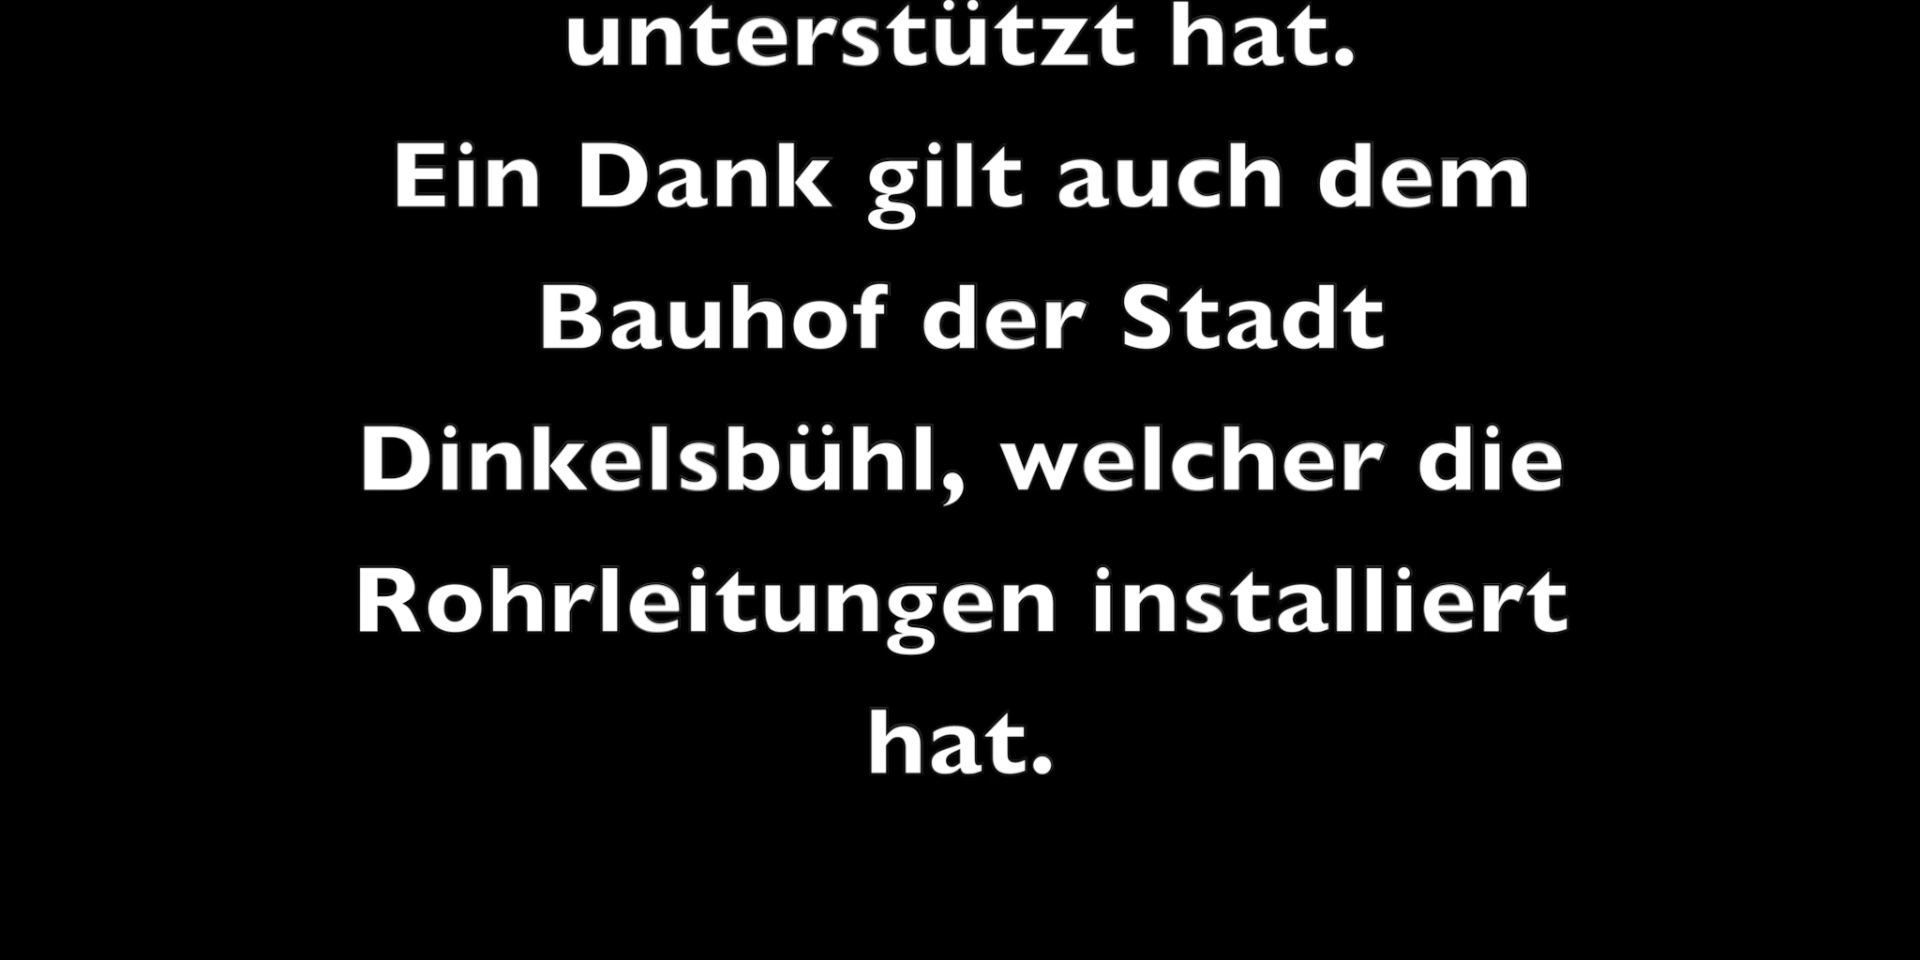 unterstützt hat.
Ein Dank gilt auch dem
Bauhof der Stadt
Dinkelsbühl, welcher die
Rohrleitungen installiert
hat.